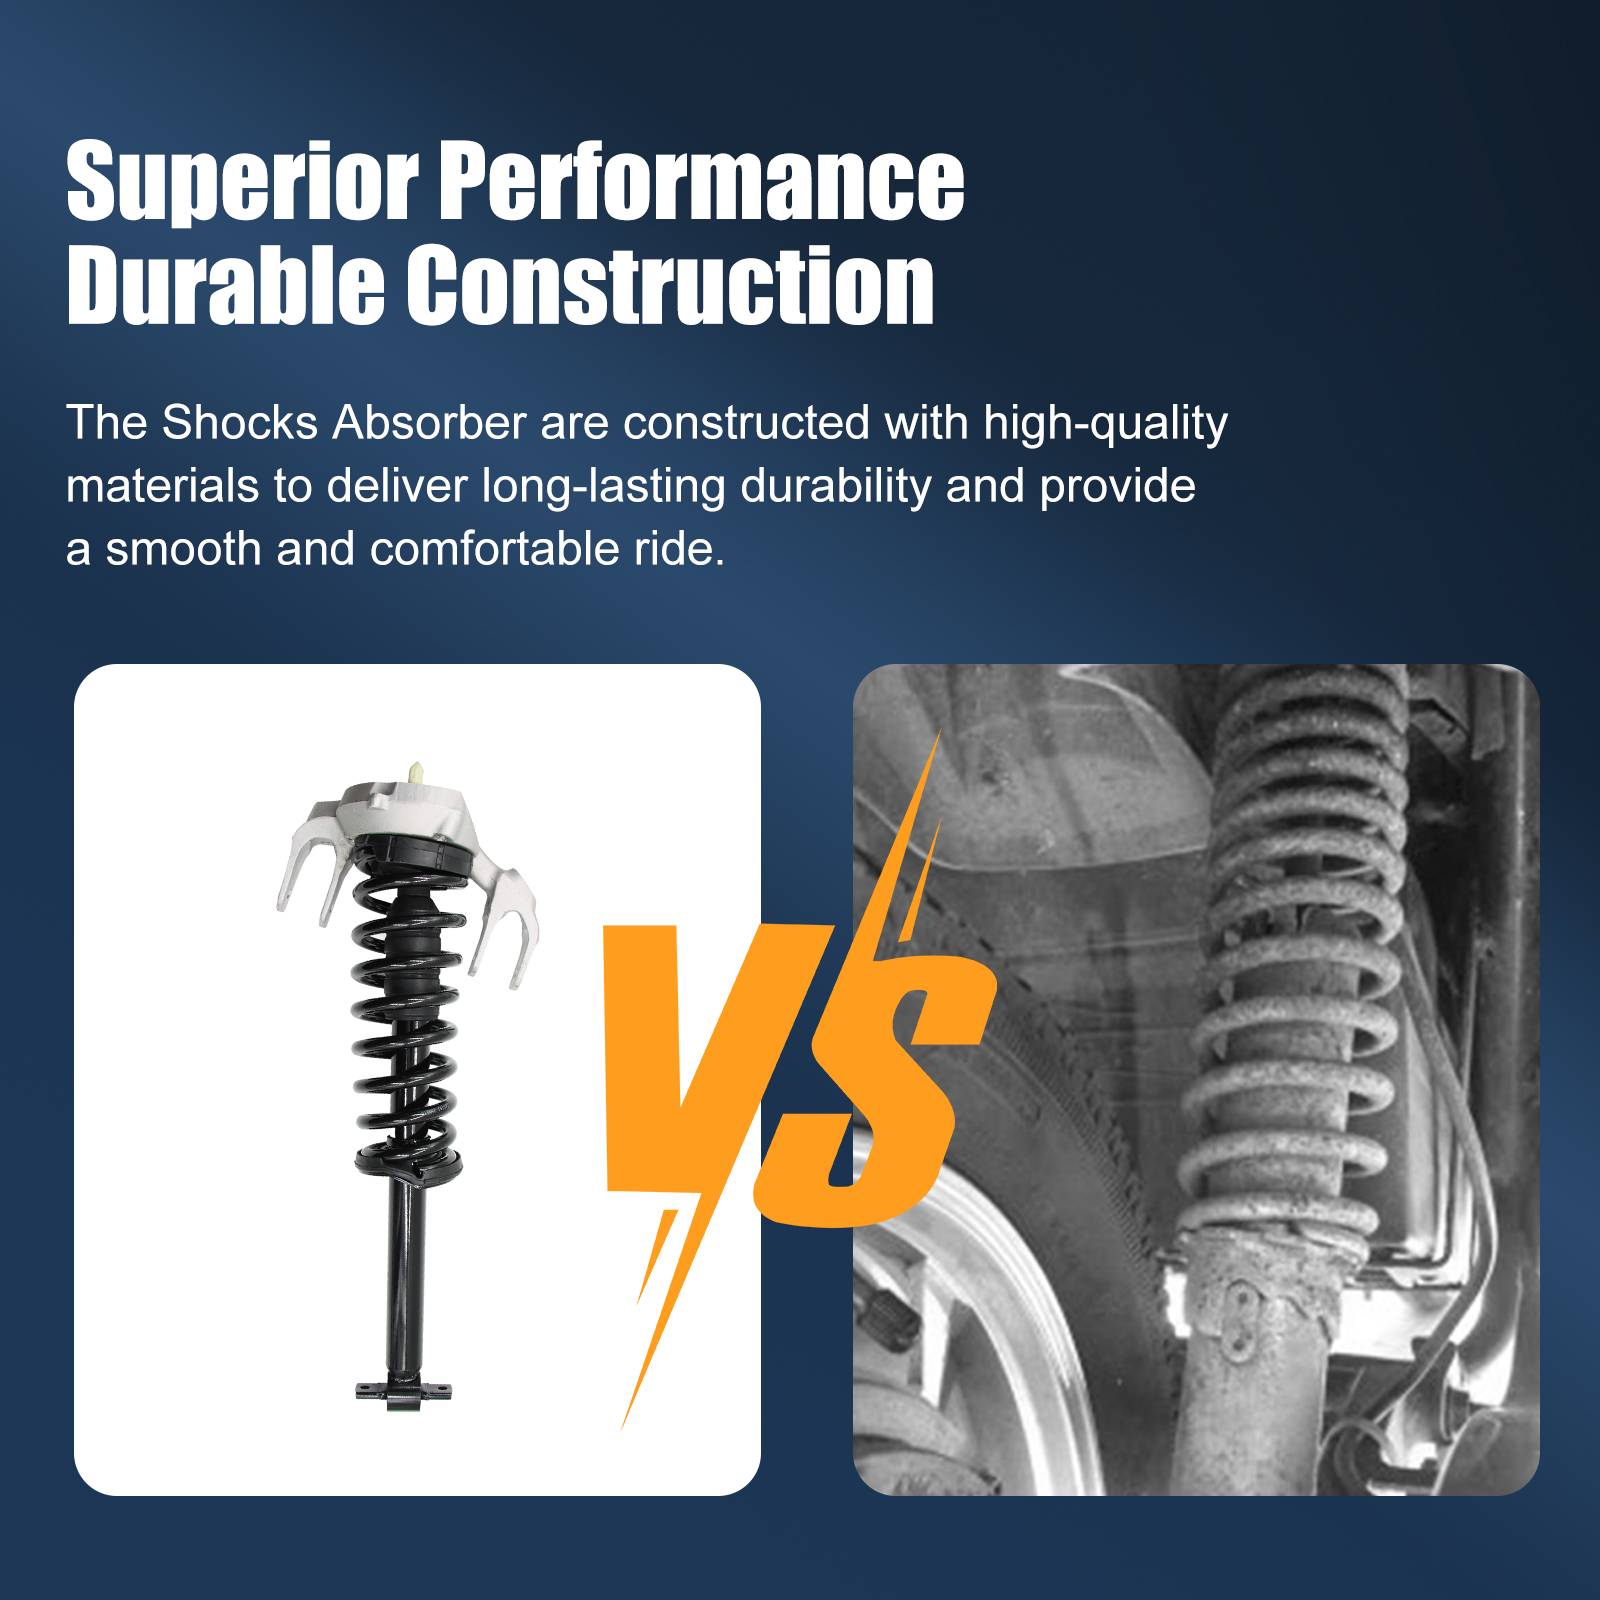 Superior Performance
Durable Construction
The Shocks Absorber are constructed with high-quality
materials to deliver long-lasting durability and provide
a smooth and comfortable ride.
VS